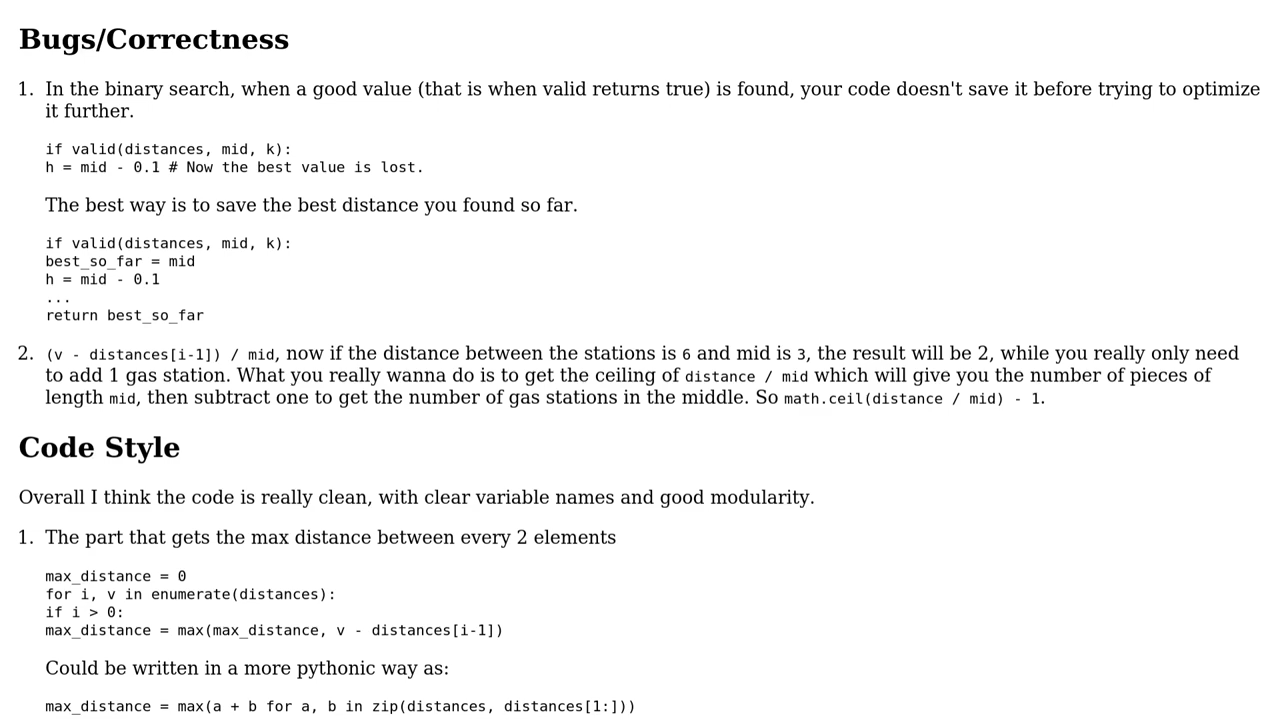 Bugs/Correctness
1. In the binary search, when a good value (that is when valid returns true) is found, your code doesn't save it before trying to optimize
it further.
if valid(distances, mid, k):
h = mid - 0.1 # Now the best value is lost.
The best way is to save the best distance you found so far.
if valid(distances, mid, k):
best_so_far = mid
h = mid - 0.1
...
return best_so_far
2. (v - distances[i-1]) / mid, now if the distance between the stations is 6 and mid is 3, the result will be 2, while you really only need
to add 1 gas station. What you really wanna do is to get the ceiling of distance / mid which will give you the number of pieces of
length mid, then subtract one to get the number of gas stations in the middle. So math.ceil(distance / mid) - 1.
Code Style
Overall I think the code is really clean, with clear variable names and good modularity.
1. The part that gets the max distance between every 2 elements
max_distance = 0
for i, v in enumerate(distances):
if i > 0:
max_distance = max(max_distance, v - distances[i-1])
Could be written in a more pythonic way as:
max_distance = max(a + b for a, b in zip(distances, distances[1:]))